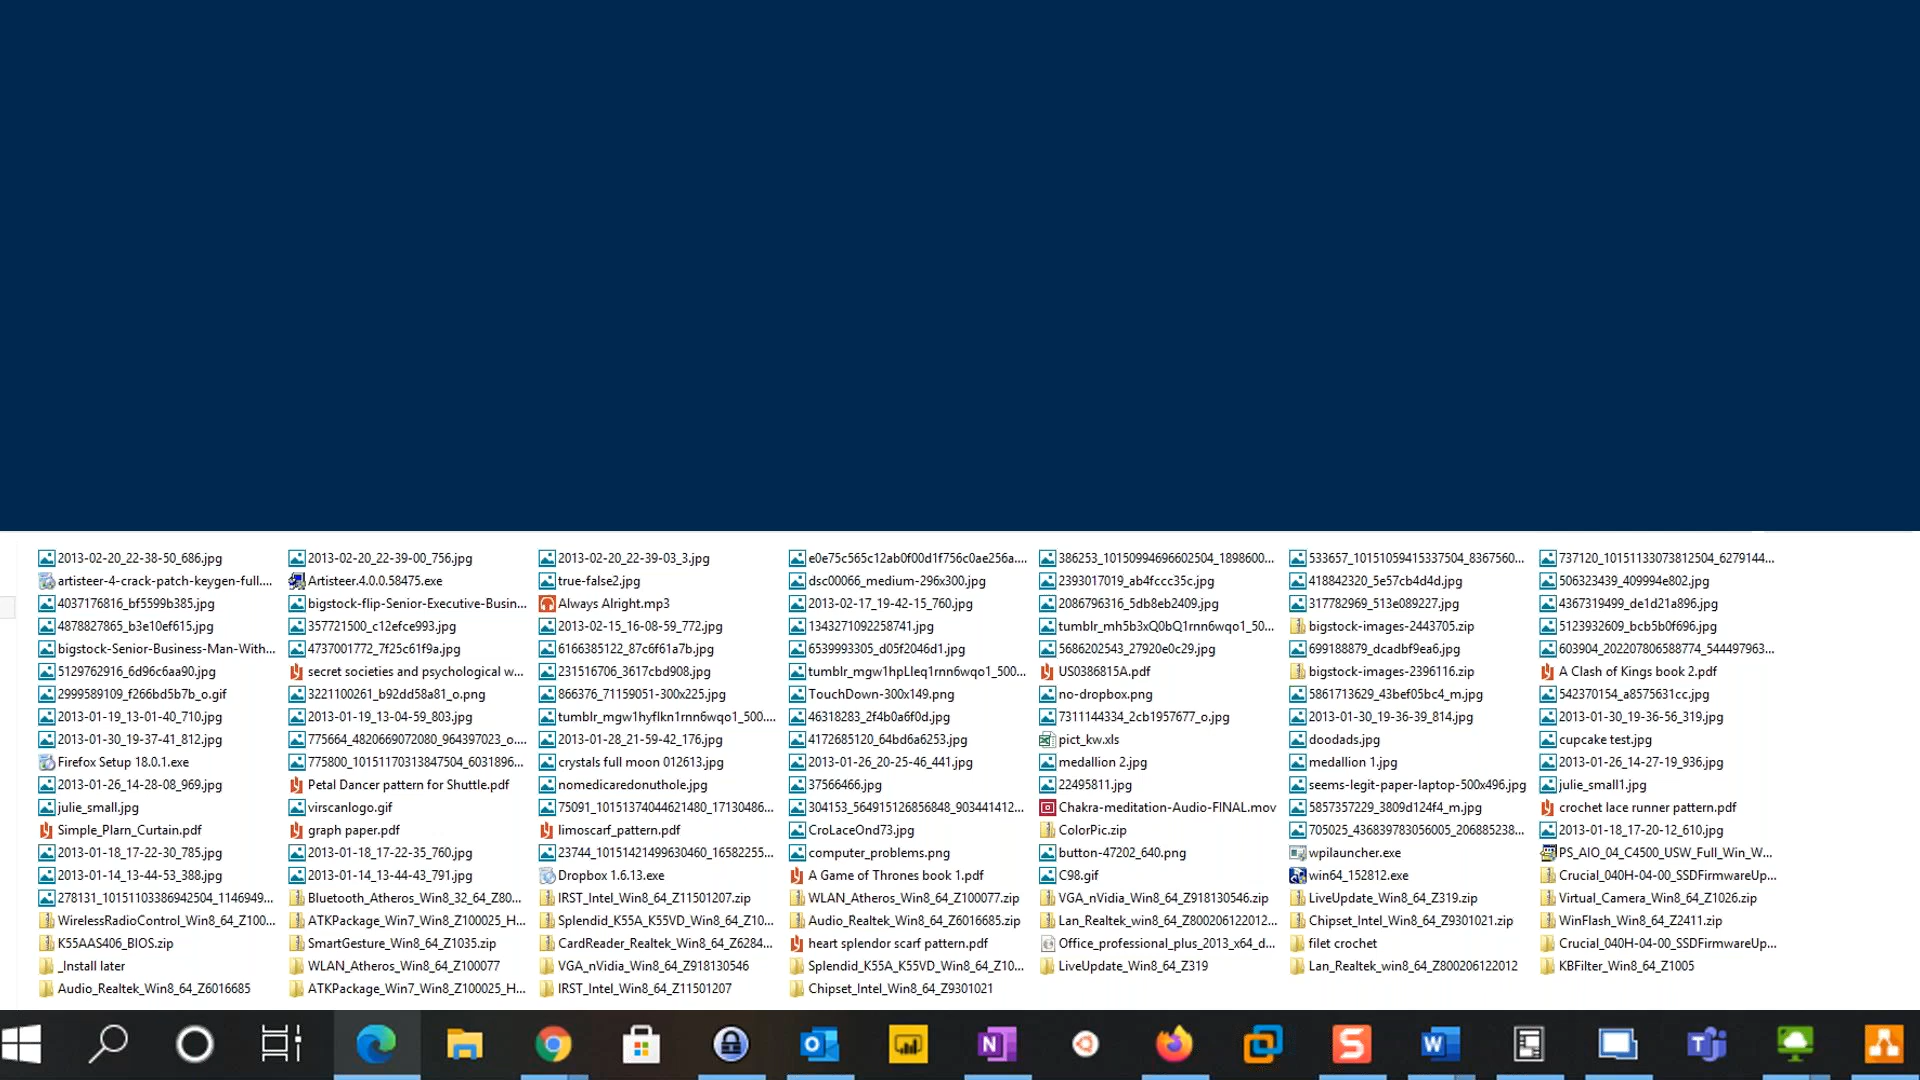 2013-02-20_22-38-50_686.jpg 2013-02-20_22-39-00_756.jpg 2013-02-20_22-39-03_3.jpg e0e75c565c12ab0f00d1f756c0ae256a.... 386253_10150994696602504_1898600... 533657_10151059415337504_8367560... 737120_10151133073812504_6279144...
artisteer-4-crack-patch-keygen-full.... Artisteer.4.0.0.58475.exe true-false2.jpg dsc00066_medium-296x300.jpg 2393017019_ab4fccc35c.jpg 418842320_5e57cb4d4d.jpg 506323439_409994e802.jpg
4037176816_bf5599b385.jpg bigstock-flip-Senior-Executive-Busin... Always Alright.mp3 2013-02-17_19-42-15_760.jpg 2086796316_5db8eb2409.jpg 317782969_513e089227.jpg 4367319499_de1d21a896.jpg
4878827865_b3e10ef615.jpg 357721500_c12efce993.jpg 2013-02-15_16-08-59_772.jpg 1343271092258741.jpg tumblr_mh5b3xQ0bQ1rnn6wqo1_50... bigstock-images-2443705.zip 5123932609_bcb5b0f696.jpg
bigstock-Senior-Business-Man-With... 4737001772_7f25c61f9a.jpg 6166385122_87c6f61a7b.jpg 6539993305_d05f2046d1.jpg 5686202543_27920e0c29.jpg 699188879_dcadbf9ea6.jpg 603904_202207806588774_544497963...
5129762916_6d96c6aa90.jpg secret societies and psychological w... 231516706_3617cbd908.jpg tumblr_mgw1hpLleq1rnn6wqo1_500... US0386815A.pdf bigstock-images-2396116.zip A Clash of Kings book 2.pdf
2999589109_f266bd5b7b_o.gif 3221100261_b92dd58a81_o.png 866376_71159051-300x225.jpg TouchDown-300x149.png no-dropbox.png 5861713629_43bef05bc4_m.jpg 542370154_a8575631cc.jpg
2013-01-19_13-01-40_710.jpg 2013-01-19_13-04-59_803.jpg tumblr_mgw1hyflkn1rnn6wqo1_500.... 46318283_2f4b0a6f0d.jpg 7311144334_2cb1957677_o.jpg 2013-01-30_19-36-39_814.jpg 2013-01-30_19-36-56_319.jpg
2013-01-30_19-37-41_812.jpg 775664_4820669072080_964397023_o.... 2013-01-28_21-59-42_176.jpg 4172685120_64bd6a6253.jpg pict_kw.xls doodads.jpg cupcake test.jpg
Firefox Setup 18.0.1.exe 775800_10151170313847504_6031896... crystals full moon 012613.jpg 2013-01-26_20-25-46_441.jpg medallion 2.jpg medallion 1.jpg 2013-01-26_14-27-19_936.jpg
2013-01-26_14-28-08_969.jpg Petal Dancer pattern for Shuttle.pdf nomedicaredonuthole.jpg 37566466.jpg 22495811.jpg seems-legit-paper-laptop-500x496.jpg julie_small1.jpg
julie_small.jpg virscanlogo.gif 75091_10151374044621480_17130486... 304153_564915126856848_903441412... Chakra-meditation-Audio-FINAL.mov 5857357229_3809d124f4_m.jpg crochet lace runner pattern.pdf
Simple_Plarn_Curtain.pdf graph paper.pdf limoscarf_pattern.pdf CroLaceOnd73.jpg ColorPic.zip 705025_436839783056005_206885238... 2013-01-18_17-20-12_610.jpg
2013-01-18_17-22-30_785.jpg 2013-01-18_17-22-35_760.jpg 23744_10151421499630460_16582255... computer_problems.png button-47202_640.png wpilauncher.exe PS_AIO_04_C4500_USW_Full_Win_W...
2013-01-14_13-44-53_388.jpg 2013-01-14_13-44-43_791.jpg Dropbox 1.6.13.exe A Game of Thrones book 1.pdf C98.gif win64_152812.exe Crucial_040H-04-00_SSDFirmwareUp...
278131_10151103386942504_1146949... Bluetooth_Atheros_Win8_32_64_Z80... IRST_Intel_Win8_64_Z11501207.zip WLAN_Atheros_Win8_64_Z100077.zip VGA_nVidia_Win8_64_Z918130546.zip LiveUpdate_Win8_64_Z319.zip Virtual_Camera_Win8_64_Z1026.zip
WirelessRadioControl_Win8_64_Z100... ATKPackage_Win7_Win8_64_Z100025_H... Splendid_K55A_K55VD_Win8_64_Z10... Audio_Realtek_Win8_64_Z6016685.zip Lan_Realtek_win8_64_Z800206122012... Chipset_Intel_Win8_64_Z9301021.zip WinFlash_Win8_64_Z2411.zip
K55AAS406_BIOS.zip SmartGesture_Win8_64_Z1035.zip CardReader_Realtek_Win8_64_Z6284... heart splendor scarf pattern.pdf Office_professional_plus_2013_x64_d... filet crochet Crucial_040H-04-00_SSDFirmwareUp...
_Install later WLAN_Atheros_Win8_64_Z100077 VGA_nVidia_Win8_64_Z918130546 Splendid_K55A_K55VD_Win8_64_Z10... LiveUpdate_Win8_64_Z319 Lan_Realtek_win8_64_Z800206122012 KBFilter_Win8_64_Z1005
Audio_Realtek_Win8_64_Z6016685 ATKPackage_Win7_Win8_64_Z100025_H... IRST_Intel_Win8_64_Z11501207 Chipset_Intel_Win8_64_Z9301021